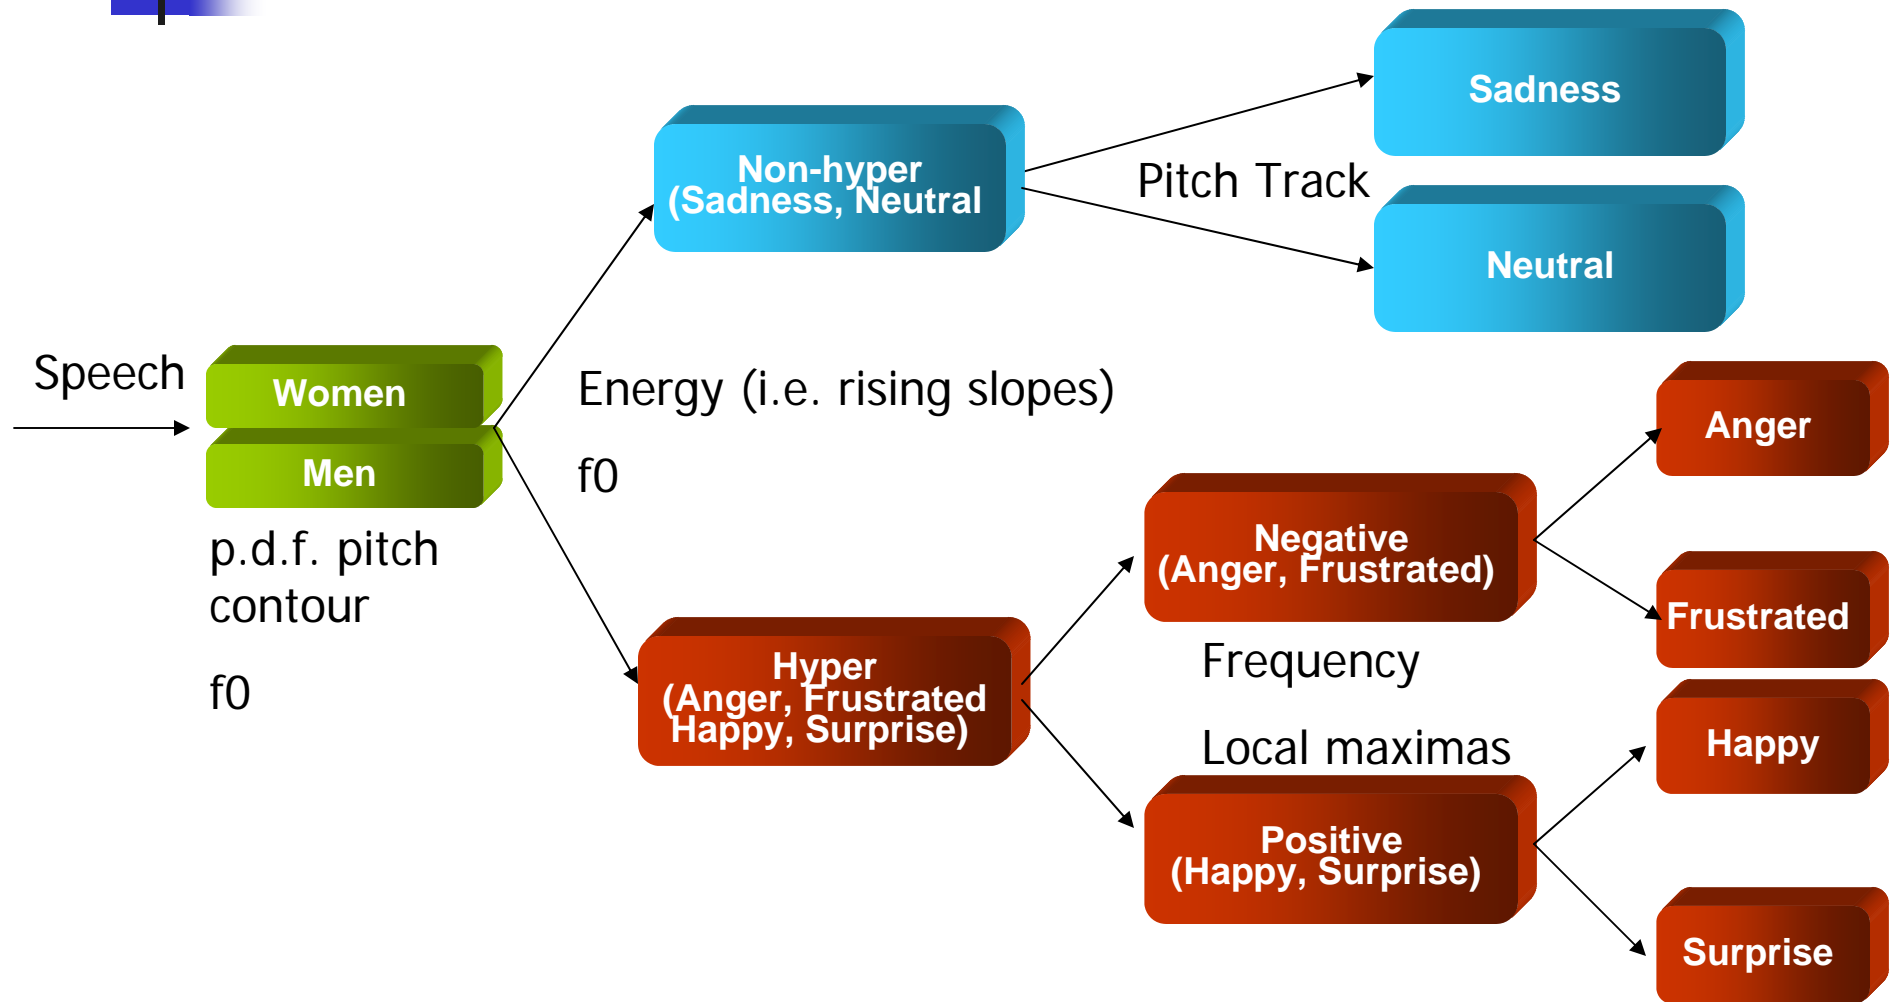 Sadness
Non-hyper
(Sadness, Neutral
Pitch Track
Neutral
Speech
Women
Men
Energy (i.e. rising slopes)
f0
p.d.f. pitch
contour
f0
Hyper
(Anger, Frustrated
Happy, Surprise)
Negative
(Anger, Frustrated)
Frequency
Local maximas
Positive
(Happy, Surprise)
Anger
Frustrated
Happy
Surprise